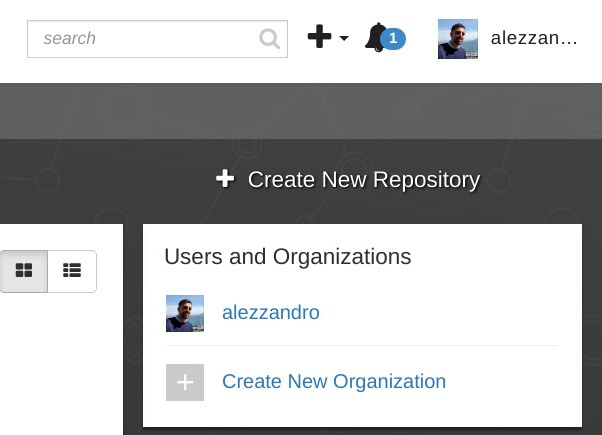 search
1
alezzan...
Create New Repository
Users and Organizations
alezzandro
Create New Organization